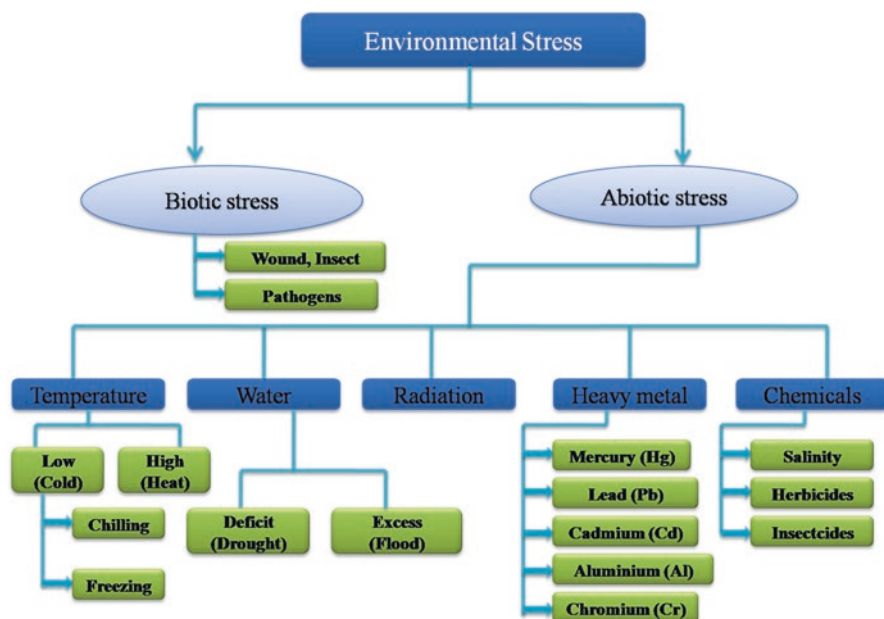 Environmental Stress
Biotic stress
Abiotic stress
Wound, Insect
Pathogens
Temperature
Water
Radiation
Heavy metal
Chemicals
Low
(Cold)
High
(Heat)
Chilling
Freezing
Deficit
(Drought)
Excess
(Flood)
Mercury (Hg)
Lead (Pb)
Cadmium (Cd)
Aluminium (Al)
Chromium (Cr)
Salinity
Herbicides
Insectcides